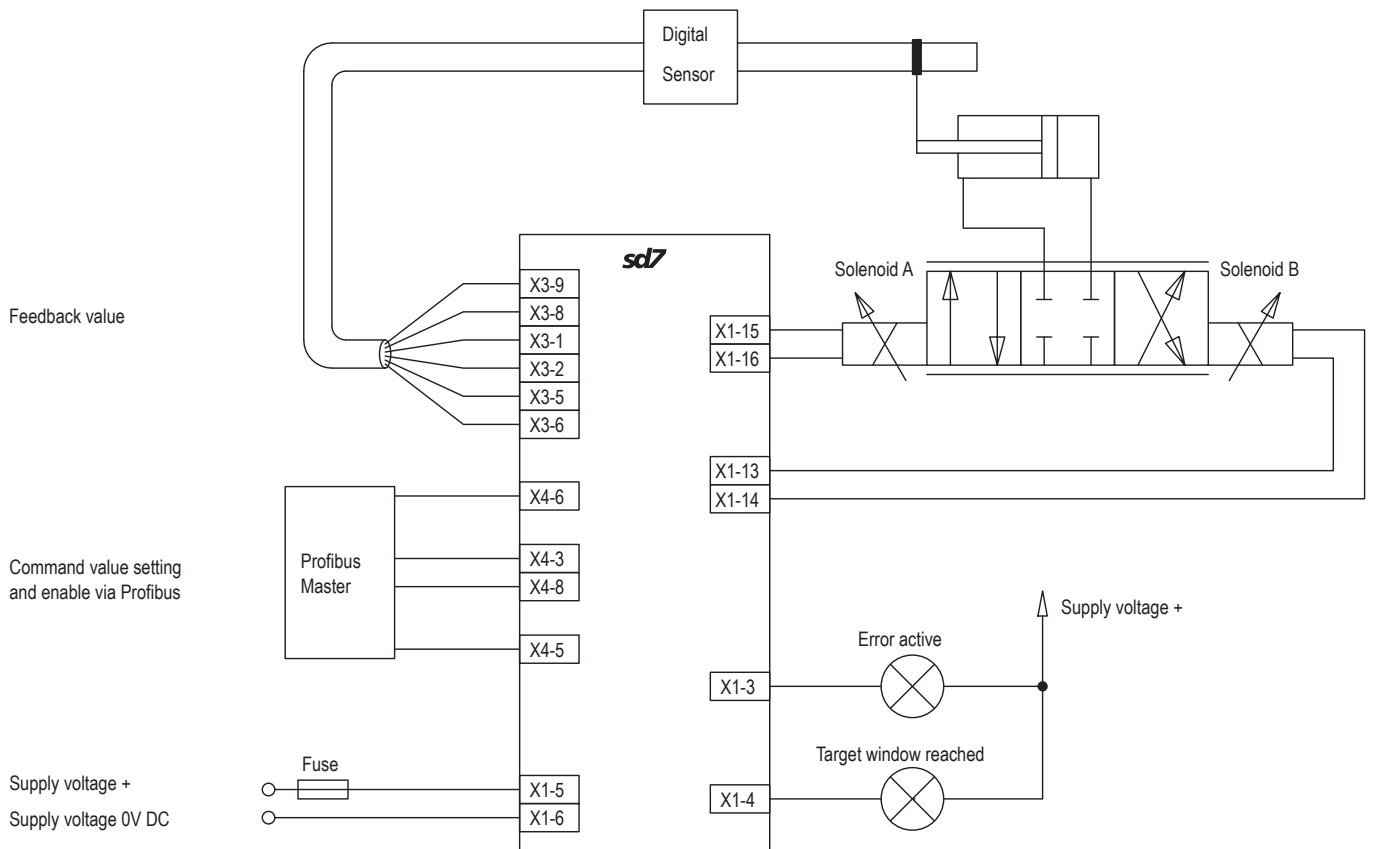 Digital
Sensor
sd7
Solenoid A
Solenoid B
Feedback value
X3-9
X3-8
X3-1
X3-2
X3-5
X3-6
X1-15
X1-16
X1-13
X1-14
Command value setting
and enable via Profibus
Profibus
Master
X4-6
X4-3
X4-8
X4-5
Supply voltage +
Error active
X1-3
Target window reached
X1-4
Supply voltage +
Fuse
X1-5
Supply voltage 0V DC
X1-6